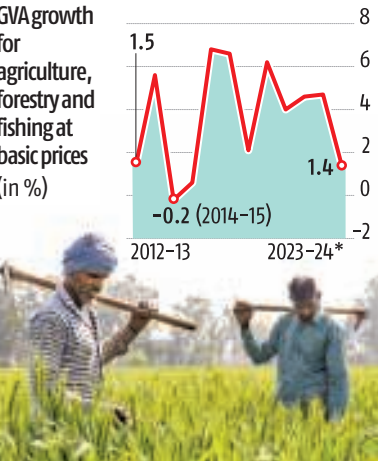 GVA growth
for
agriculture,
forestry and
fishing at
basic prices
(in %)
8
1.5
6
4
2
1.4
0
–0.2 (2014–15)
–2
2012–13 2023–24*